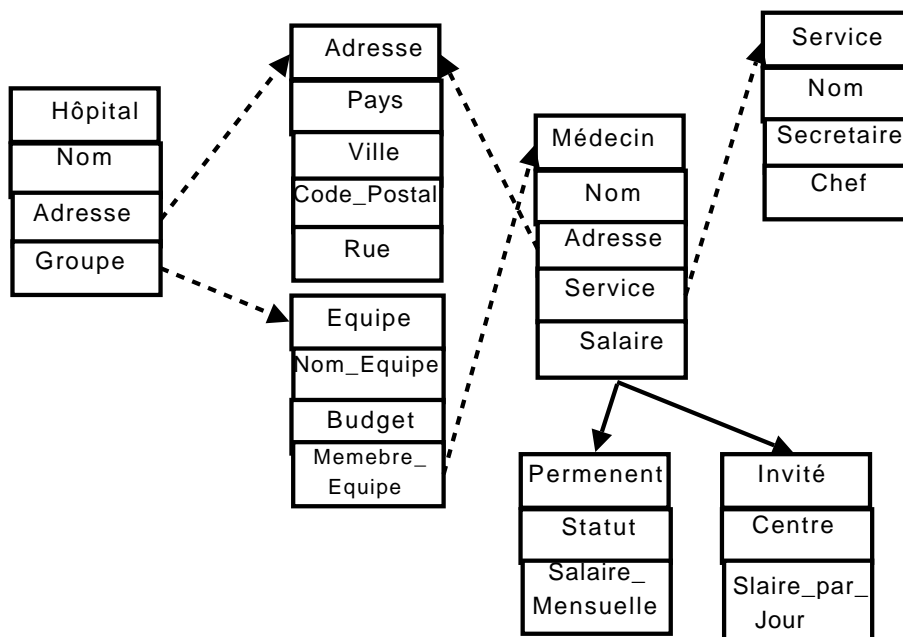 Hôpital
Nom
Adresse
Groupe
Adresse
Pays
Ville
Code_Postal
Rue
Equipe
Nom_Equipe
Budget
Memebre_
Equipe
Médecin
Nom
Adresse
Service
Salaire
Service
Nom
Secretaire
Chef
Permenent
Statut
Salaire_
Mensuelle
Invité
Centre
Slaire_par_
Jour